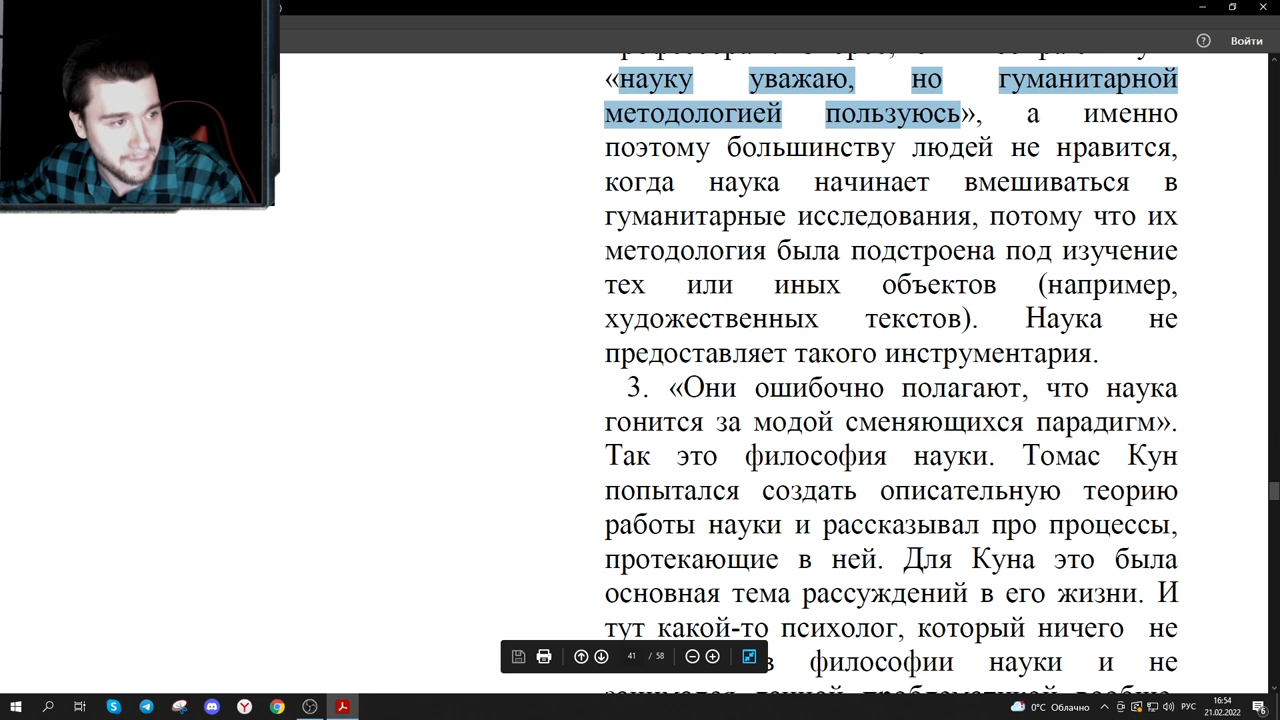 Войти
«науку уважаю, но гуманитарной
методологией пользуюсь», а именно
поэтому большинству людей не нравится,
когда наука начинает вмешиваться в
гуманитарные исследования, потому что их
методология была подстроена под изучение
тех или иных объектов (например,
художественных текстов). Наука не
предоставляет такого инструментария.
3. «Они ошибочно полагают, что наука
гонится за модой сменяющихся парадигм».
Так это философия науки. Томас Кун
попытался создать описательную теорию
работы науки и рассказывал про процессы,
протекающие в ней. Для Куна это была
основная тема рассуждений в его жизни. И
тут какой-то психолог, который ничего не
в философии науки и не
41 / 58
0°C Облачно
РУС
16:54
21.02.2022
6